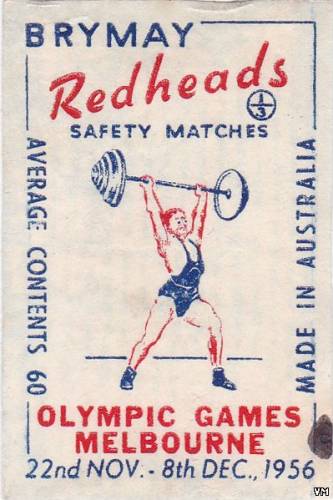 BRYMAY
Redheads
1/3
SAFETY MATCHES
AVERAGE CONTENTS 60
MADE IN AUSTRALIA
OLYMPIC GAMES
MELBOURNE
22nd NOV. - 8th DEC., 1956
VM